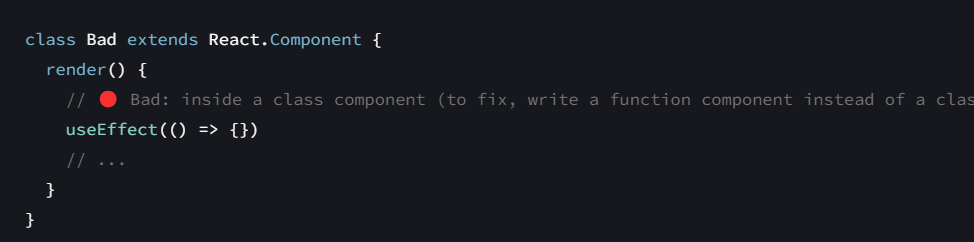 class Bad extends React.Component {
render() {
// 🔴 Bad: inside a class component (to fix, write a function component instead of a clas
useEffect(() => {})
// ...
}
}